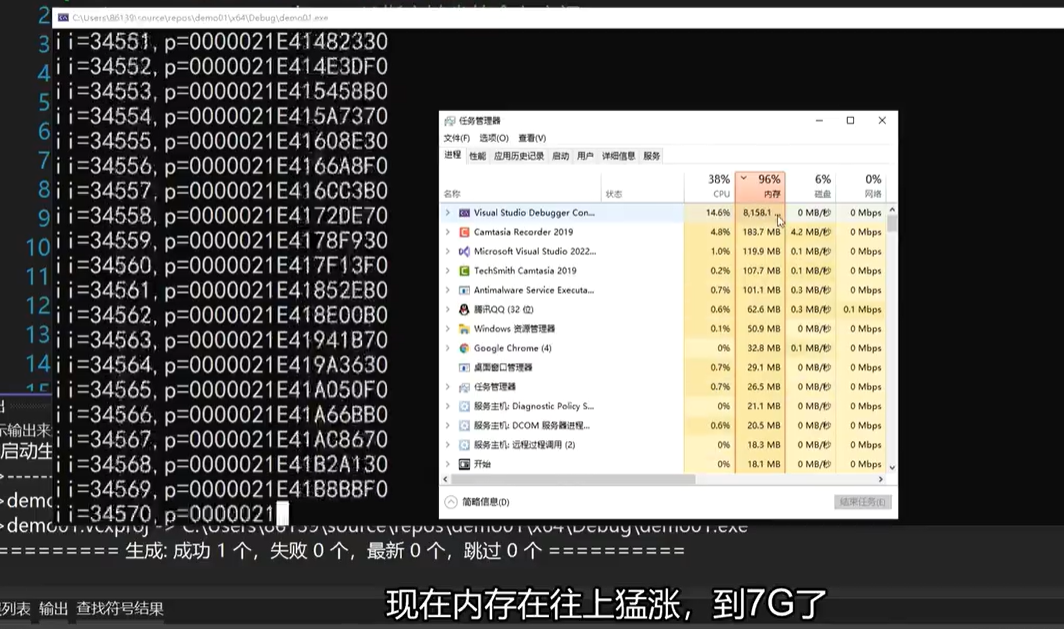 C:\Users\86139\source\repos\demo01\x64\Debug\demo01.exe
2
3
4
5
6
7
8
9
10
11
12
13
14
15
ii=34551, p=0000021E41482330
ii=34552, p=0000021E414E3DF0
ii=34553, p=0000021E415458B0
ii=34554, p=0000021E415A7370
ii=34555, p=0000021E41608E30
ii=34556, p=0000021E4166A8F0
ii=34557, p=0000021E416CC3B0
ii=34558, p=0000021E4172DE70
ii=34559, p=0000021E4178F930
ii=34560, p=0000021E417F13F0
ii=34561, p=0000021E41852EB0
ii=34562, p=0000021E418E00B0
ii=34563, p=0000021E41941B70
ii=34564, p=0000021E419A3630
ii=34565, p=0000021E41A050F0
ii=34566, p=0000021E41A66BB0
ii=34567, p=0000021E41AC8670
ii=34568, p=0000021E41B2A130
ii=34569, p=0000021E41B8BBF0
ii=34570, p=0000021
任务管理器
文件(F) 选项(O) 查看(V)
进程 性能 应用历史记录 启动 用户 详细信息 服务
38% 96% 6% 0%
名称 状态 CPU 内存 磁盘 网络
Visual Studio Debugger Con... 14.6% 8,158.1 ... 0 MB/秒 0 Mbps
Camtasia Recorder 2019 4.8% 183.7 MB 4.2 MB/秒 0 Mbps
Microsoft Visual Studio 2022... 1.0% 119.9 MB 0.1 MB/秒 0 Mbps
TechSmith Camtasia 2019 0.2% 107.7 MB 0.1 MB/秒 0 Mbps
Antimalware Service Executa... 0.7% 101.1 MB 0.3 MB/秒 0 Mbps
腾讯QQ (32 位) 0.6% 62.6 MB 0.3 MB/秒 0.1 Mbps
Windows 资源管理器 0.1% 50.9 MB 0 MB/秒 0 Mbps
Google Chrome (4) 0% 32.8 MB 0.1 MB/秒 0 Mbps
桌面窗口管理器 0.7% 29.1 MB 0 MB/秒 0 Mbps
任务管理器 0.7% 26.5 MB 0 MB/秒 0 Mbps
服务主机: Diagnostic Policy S... 0% 21.1 MB 0 MB/秒 0 Mbps
服务主机: DCOM 服务器进程... 0.6% 20.5 MB 0 MB/秒 0 Mbps
服务主机: 远程过程调用 (2) 0% 18.3 MB 0 MB/秒 0 Mbps
开始 0% 18.1 MB 0 MB/秒 0 Mbps
简略信息(D) 结束任务(E)
示输出来
启动生
>------
>demo
>demo01.vcxproj -> C:\Users\86139\source\repos\demo01\x64\Debug\demo01.exe
========= 生成: 成功 1 个，失败 0 个，最新 0 个，跳过 0 个 ==========
列表 输出 查找符号结果
现在内存在往上猛涨，到7G了